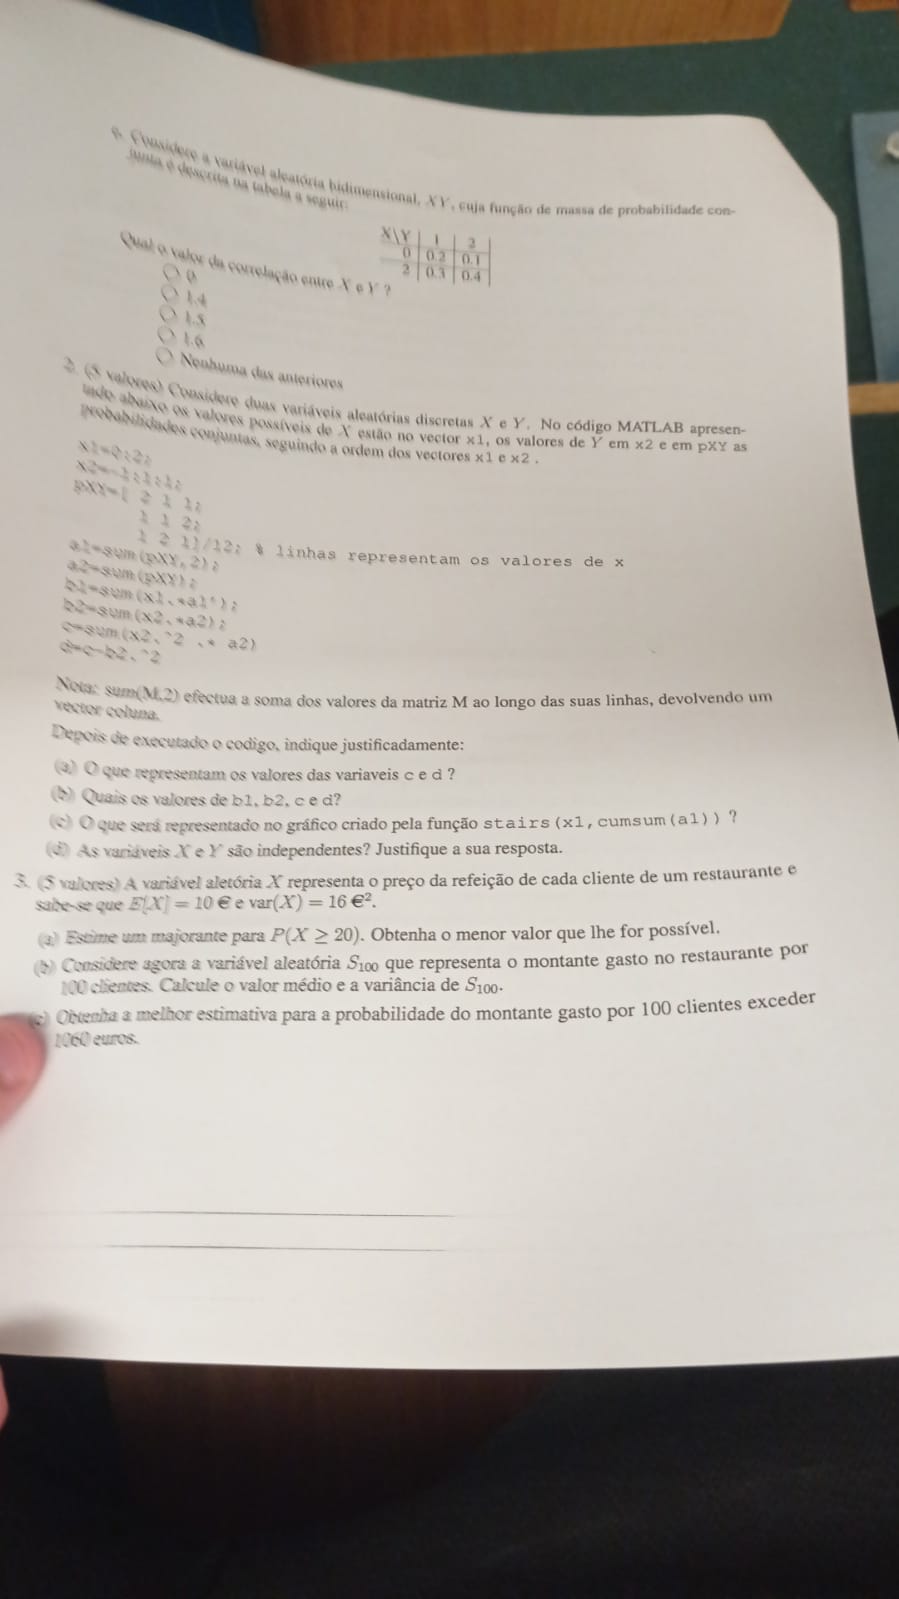 6. Considere a variável aleatória bidimensional, XY, cuja função de massa de probabilidade con-
junta é descrita na tabela a seguir:
X\Y 1 2
0 0.2 0.1
2 0.3 0.4
Qual o valor da correlação entre X e Y ?
0
1.4
1.5
1.6
Nenhuma das anteriores
2. (5 valores) Considere duas variáveis aleatórias discretas X e Y. No código MATLAB apresen-
tado abaixo os valores possíveis de X estão no vector x1, os valores de Y em x2 e em pXY as
probabilidades conjuntas, seguindo a ordem dos vectores x1 e x2 .
x1=0:2;
x2=-1:1:1;
pXY=[ 2 1 1;
1 1 2;
1 2 1]/12; % linhas representam os valores de x
a1=sum(pXY,2);
a2=sum(pXY);
b1=sum(x1.*a1');
b2=sum(x2.*a2);
c=sum(x2.^2 .* a2)
d=c-b2.^2
Nota: sum(M,2) efectua a soma dos valores da matriz M ao longo das suas linhas, devolvendo um
vector coluna.
Depois de executado o codigo, indique justificadamente:
(a) O que representam os valores das variaveis c e d ?
(b) Quais os valores de b1, b2, c e d?
(c) O que será representado no gráfico criado pela função stairs(x1,cumsum(a1)) ?
(d) As variáveis X e Y são independentes? Justifique a sua resposta.
3. (5 valores) A variável aletória X representa o preço da refeição de cada cliente de um restaurante e
sabe-se que E[X] = 10 € e var(X) = 16 €².
(a) Estime um majorante para P(X ≥ 20). Obtenha o menor valor que lhe for possível.
(b) Considere agora a variável aleatória S₁₀₀ que representa o montante gasto no restaurante por
100 clientes. Calcule o valor médio e a variância de S₁₀₀.
(c) Obtenha a melhor estimativa para a probabilidade do montante gasto por 100 clientes exceder
1060 euros.